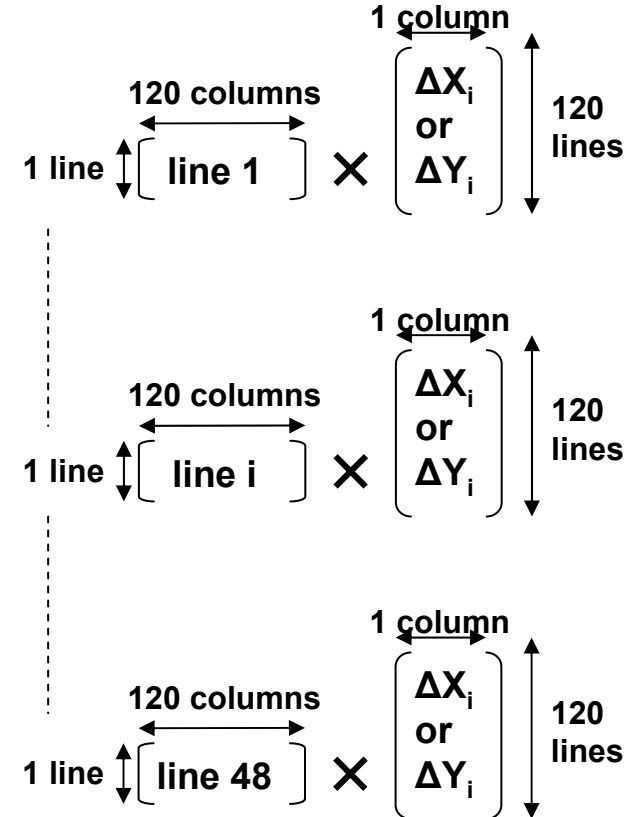 1 column
120 columns
ΔXᵢ
or
ΔYᵢ
120
lines
1 line
line 1
×
1 column
120 columns
ΔXᵢ
or
ΔYᵢ
120
lines
1 line
line i
×
1 column
120 columns
ΔXᵢ
or
ΔYᵢ
120
lines
1 line
line 48
×